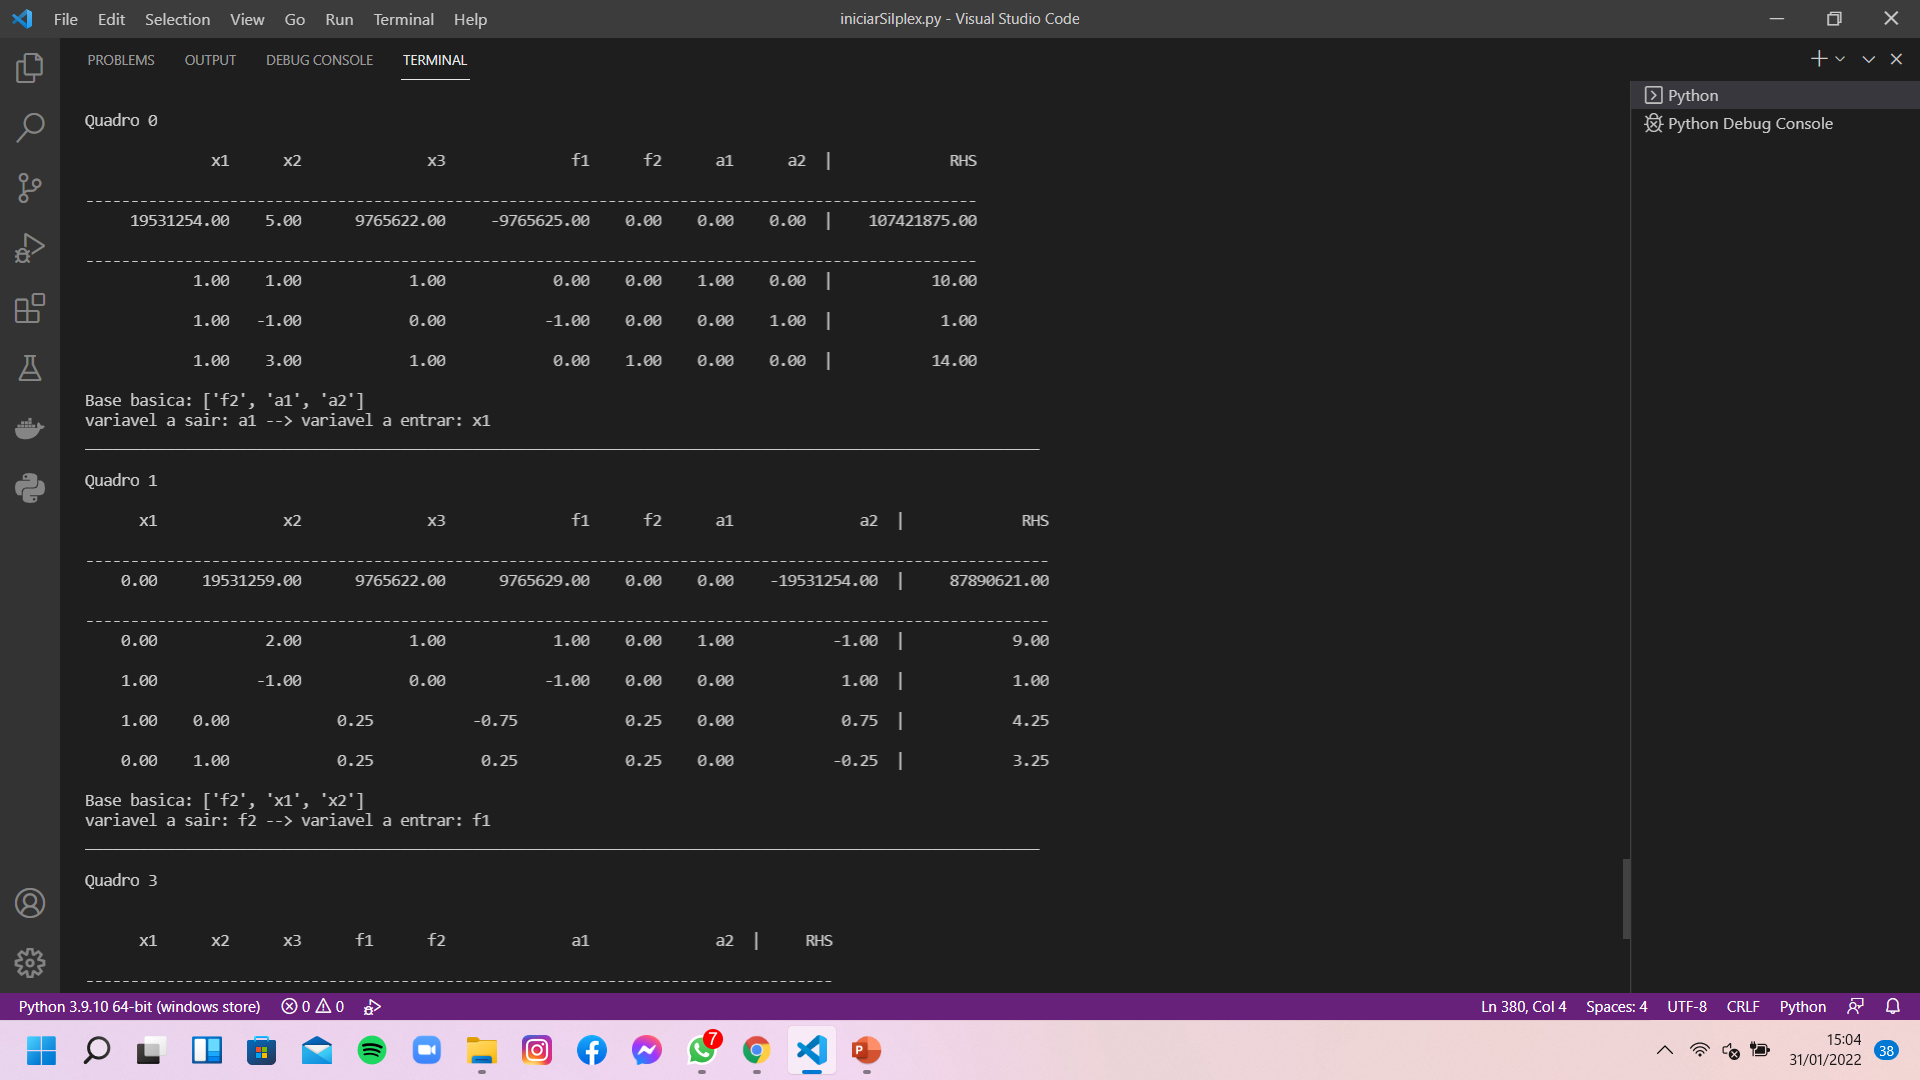 File Edit Selection View Go Run Terminal Help
iniciarSilplex.py - Visual Studio Code
PROBLEMS OUTPUT DEBUG CONSOLE TERMINAL
Python
Python Debug Console
Quadro 0
x1 x2 x3 f1 f2 a1 a2 | RHS
---------------------------------------------------------------------------------------------------
19531254.00 5.00 9765622.00 -9765625.00 0.00 0.00 0.00 | 107421875.00
---------------------------------------------------------------------------------------------------
1.00 1.00 1.00 0.00 0.00 1.00 0.00 | 10.00
1.00 -1.00 0.00 -1.00 0.00 0.00 1.00 | 1.00
1.00 3.00 1.00 0.00 1.00 0.00 0.00 | 14.00
Base basica: ['f2', 'a1', 'a2']
variavel a sair: a1 --> variavel a entrar: x1
Quadro 1
x1 x2 x3 f1 f2 a1 a2 | RHS
-----------------------------------------------------------------------------------------------------------
0.00 19531259.00 9765622.00 9765629.00 0.00 0.00 -19531254.00 | 87890621.00
-----------------------------------------------------------------------------------------------------------
0.00 2.00 1.00 1.00 0.00 1.00 -1.00 | 9.00
1.00 -1.00 0.00 -1.00 0.00 0.00 1.00 | 1.00
1.00 0.00 0.25 -0.75 0.25 0.00 0.75 | 4.25
0.00 1.00 0.25 0.25 0.25 0.00 -0.25 | 3.25
Base basica: ['f2', 'x1', 'x2']
variavel a sair: f2 --> variavel a entrar: f1
Quadro 3
x1 x2 x3 f1 f2 a1 a2 | RHS
-----------------------------------------------------------------------------------
Python 3.9.10 64-bit (windows store) 0 0
Ln 380, Col 4 Spaces: 4 UTF-8 CRLF Python
7
P
15:04
31/01/2022
38